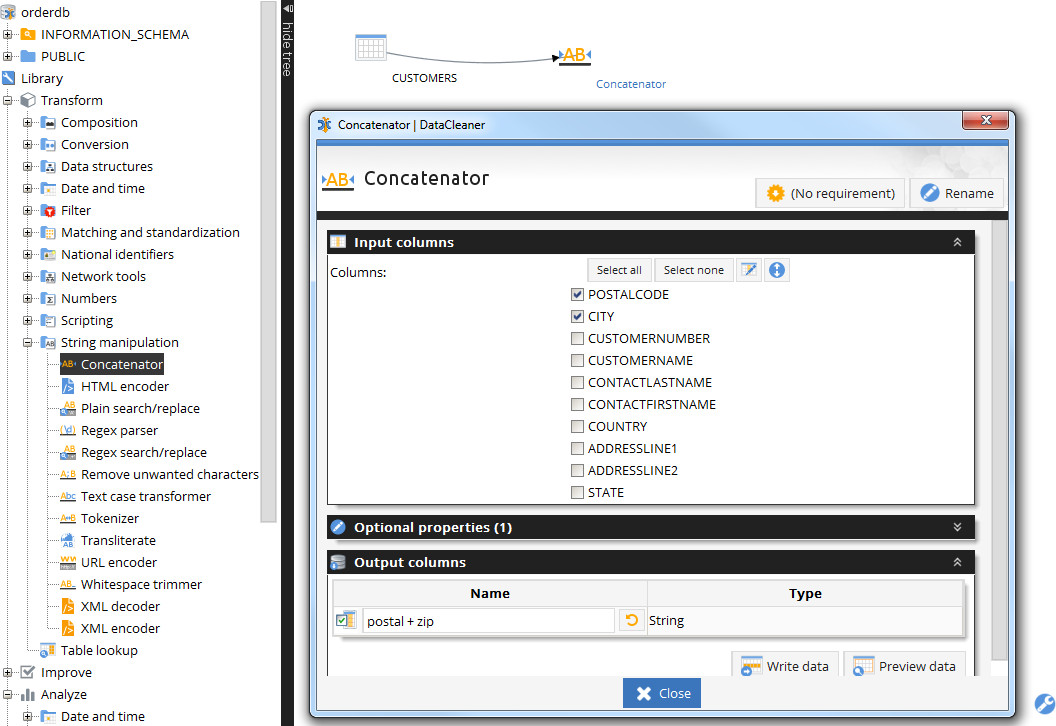 orderdb
INFORMATION_SCHEMA
PUBLIC
Library
Transform
Composition
Conversion
Data structures
Date and time
Filter
Matching and standardization
National identifiers
Network tools
Numbers
Scripting
String manipulation
Concatenator
HTML encoder
Plain search/replace
Regex parser
Regex search/replace
Remove unwanted characters
Text case transformer
Tokenizer
Transliterate
URL encoder
Whitespace trimmer
XML decoder
XML encoder
Table lookup
Improve
Analyze
Date and time
hide tree
CUSTOMERS
AB
Concatenator
Concatenator | DataCleaner
AB Concatenator
(No requirement) Rename
Input columns
Columns: Select all Select none
POSTALCODE
CITY
CUSTOMERNUMBER
CUSTOMERNAME
CONTACTLASTNAME
CONTACTFIRSTNAME
COUNTRY
ADDRESSLINE1
ADDRESSLINE2
STATE
Optional properties (1)
Output columns
Name Type
postal + zip String
Write data Preview data
Close